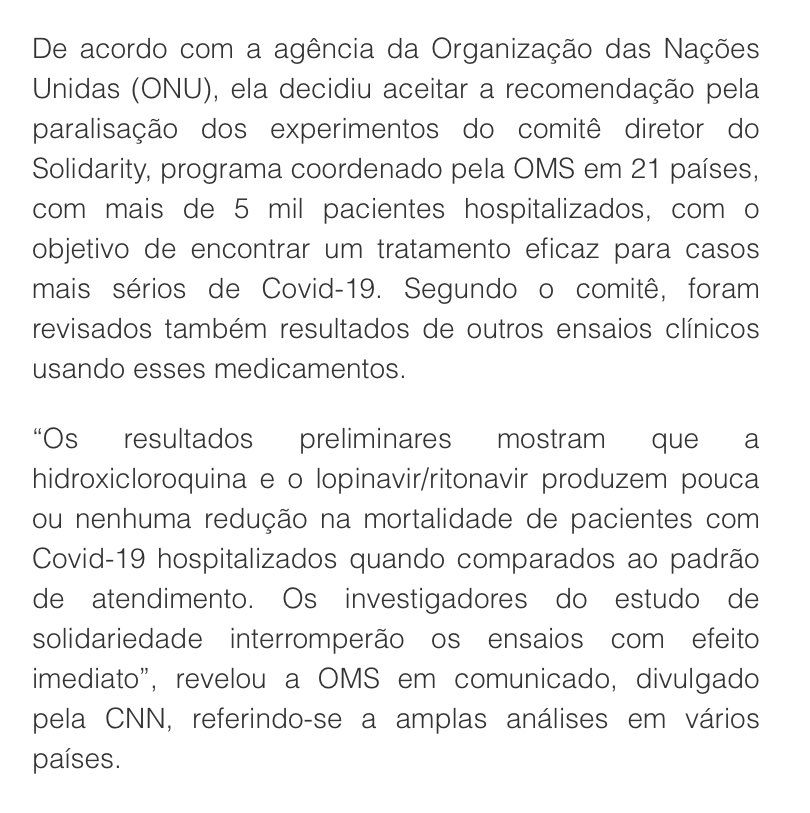 De acordo com a agência da Organização das Nações
Unidas (ONU), ela decidiu aceitar a recomendação pela
paralisação dos experimentos do comitê diretor do
Solidarity, programa coordenado pela OMS em 21 países,
com mais de 5 mil pacientes hospitalizados, com o
objetivo de encontrar um tratamento eficaz para casos
mais sérios de Covid-19. Segundo o comitê, foram
revisados também resultados de outros ensaios clínicos
usando esses medicamentos.
“Os resultados preliminares mostram que a
hidroxicloroquina e o lopinavir/ritonavir produzem pouca
ou nenhuma redução na mortalidade de pacientes com
Covid-19 hospitalizados quando comparados ao padrão
de atendimento. Os investigadores do estudo de
solidariedade interromperão os ensaios com efeito
imediato”, revelou a OMS em comunicado, divulgado
pela CNN, referindo-se a amplas análises em vários
países.